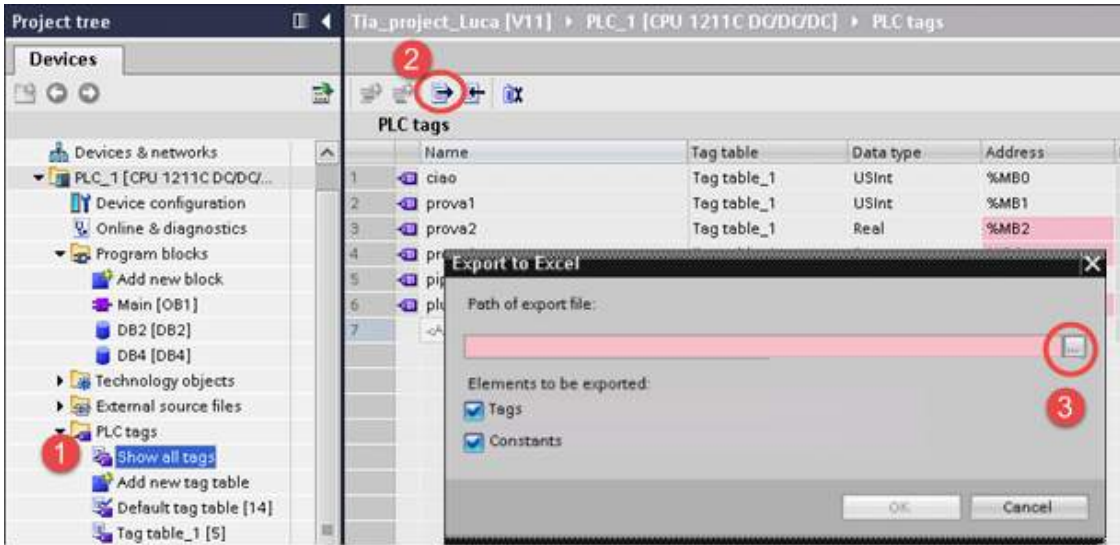 Project tree
Tia_project_Luca [V11] PLC_1 [CPU 1211C DC/DC/DC] PLC tags
Devices
2
PLC tags
Name Tag table Data type Address
1 ciao Tag table_1 USInt %MB0
2 prova1 Tag table_1 USInt %MB1
3 prova2 Tag table_1 Real %MB2
4
5
6
7
Devices & networks
PLC_1 [CPU 1211C DC/DC/...
Device configuration
Online & diagnostics
Program blocks
Add new block
Main [OB1]
DB2 [DB2]
DB4 [DB4]
Technology objects
External source files
PLC tags
1
Show all tags
Add new tag table
Default tag table [14]
Tag table_1 [5]
Export to Excel
Path of export file:
...
Elements to be exported:
3
Tags
Constants
OK
Cancel